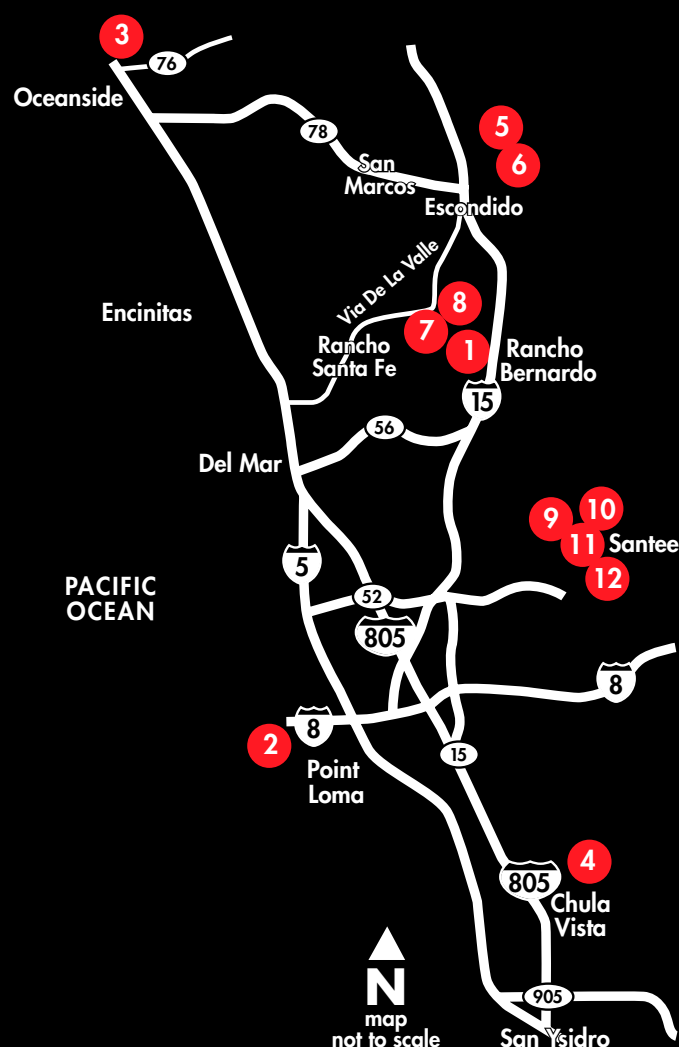 3
76
Oceanside
78
5
San
Marcos
6
Escondido
Via De La Valle
8
Encinitas
7
1
Rancho
Santa Fe
Rancho
Bernardo
15
56
Del Mar
9
10
11
Santee
5
12
PACIFIC
OCEAN
52
805
8
2
8
15
Point
Loma
4
805
Chula
Vista
N
905
map
not to scale
San Ysidro